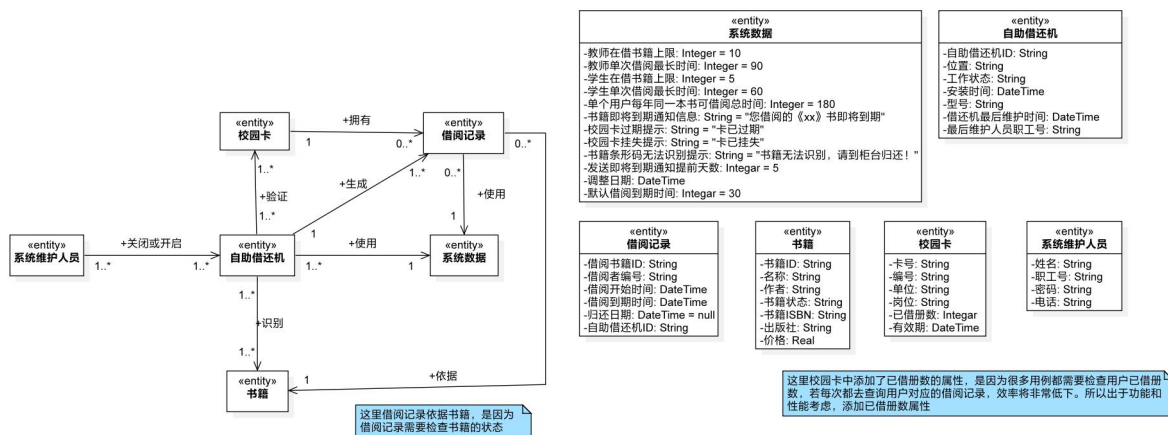 «entity»
校园卡
+拥有
1
0..*
«entity»
借阅记录
0..*
1..*
+验证
1..*
+生成
1..*
1
0..*
+使用
1
«entity»
系统维护人员
+关闭或开启
1..*
1..*
«entity»
自助借还机
+使用
1..*
1
«entity»
系统数据
1..*
+识别
1..*
«entity»
书籍
1
+依据
这里借阅记录依据书籍，是因为
借阅记录需要检查书籍的状态
«entity»
系统数据
-教师在借书籍上限: Integer = 10
-教师单次借阅最长时间: Integer = 90
-学生在借书籍上限: Integer = 5
-学生单次借阅最长时间: Integer = 60
-单个用户每年同一本书可借阅总时间: Integer = 180
-书籍即将到期通知信息: String = "您借阅的《xx》书即将到期"
-校园卡过期提示: String = "卡已过期"
-校园卡挂失提示: String = "卡已挂失"
-书籍条形码无法识别提示: String = "书籍无法识别，请到柜台归还！"
-发送即将到期通知提前天数: Integar = 5
-调整日期: DateTime
-默认借阅到期时间: Integar = 30
«entity»
自助借还机
-自助借还机ID: String
-位置: String
-工作状态: String
-安装时间: DateTime
-型号: String
-借还机最后维护时间: DateTime
-最后维护人员职工号: String
«entity»
借阅记录
-借阅书籍ID: String
-借阅者编号: String
-借阅开始时间: DateTime
-借阅到期时间: DateTime
-归还日期: DateTime = null
-自助借还机ID: String
«entity»
书籍
-书籍ID: String
-名称: String
-作者: String
-书籍状态: String
-书籍ISBN: String
-出版社: String
-价格: Real
«entity»
校园卡
-卡号: String
-编号: String
-单位: String
-岗位: String
-已借册数: Integar
-有效期: DateTime
«entity»
系统维护人员
-姓名: String
-职工号: String
-密码: String
-电话: String
这里校园卡中添加了已借册数的属性，是因为很多用例都需要检查用户已借册
数，若每次都去查询用户对应的借阅记录，效率将非常低下。所以出于功能和
性能考虑，添加已借册数属性